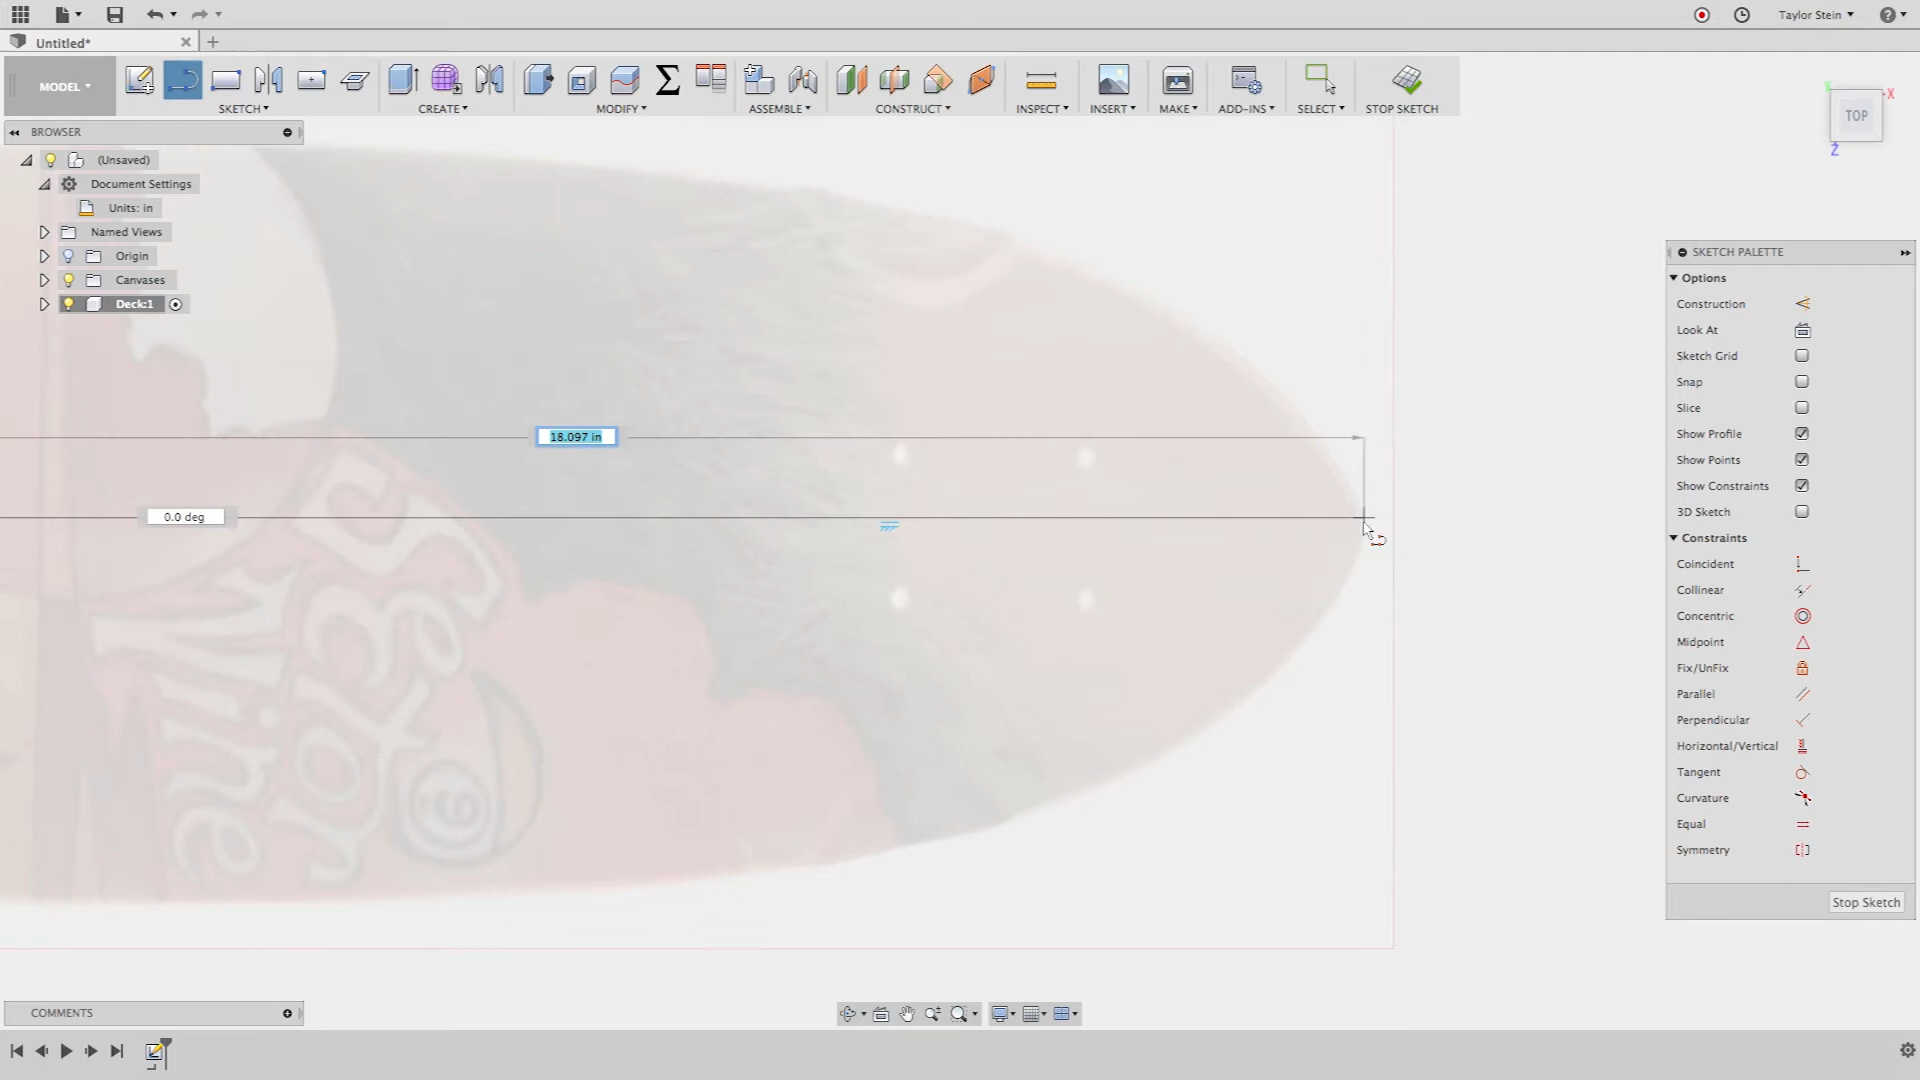 Taylor Stein
Untitled*
MODEL
SKETCH
CREATE
MODIFY
ASSEMBLE
CONSTRUCT
INSPECT
INSERT
MAKE
ADD-INS
SELECT
STOP SKETCH
TOP
X
Z
BROWSER
(Unsaved)
Document Settings
Units: in
Named Views
Origin
Canvases
Deck:1
18.097 in
0.0 deg
Sector
Nine
SKETCH PALETTE
Options
Construction
Look At
Sketch Grid
Snap
Slice
Show Profile
Show Points
Show Constraints
3D Sketch
Constraints
Coincident
Collinear
Concentric
Midpoint
Fix/UnFix
Parallel
Perpendicular
Horizontal/Vertical
Tangent
Curvature
Equal
Symmetry
Stop Sketch
COMMENTS